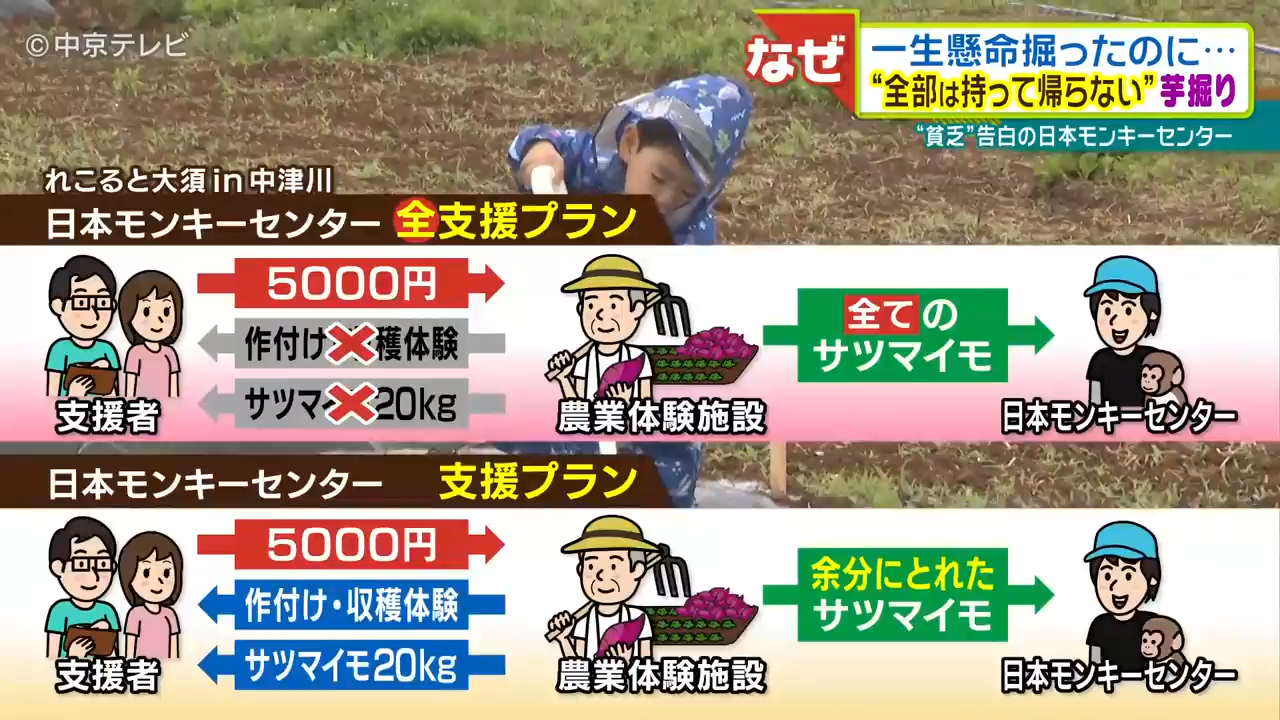 ©中京テレビ
なぜ
一生懸命掘ったのに…
“全部は持って帰らない”芋掘り
“貧乏”告白の日本モンキーセンター
れこると大須in中津川
日本モンキーセンター 全支援プラン
5000円
作付け 穫体験
サツマ 20kg
支援者
農業体験施設
全ての
サツマイモ
日本モンキーセンター
日本モンキーセンター 支援プラン
5000円
作付け・収穫体験
サツマイモ20kg
支援者
農業体験施設
余分にとれた
サツマイモ
日本モンキーセンター